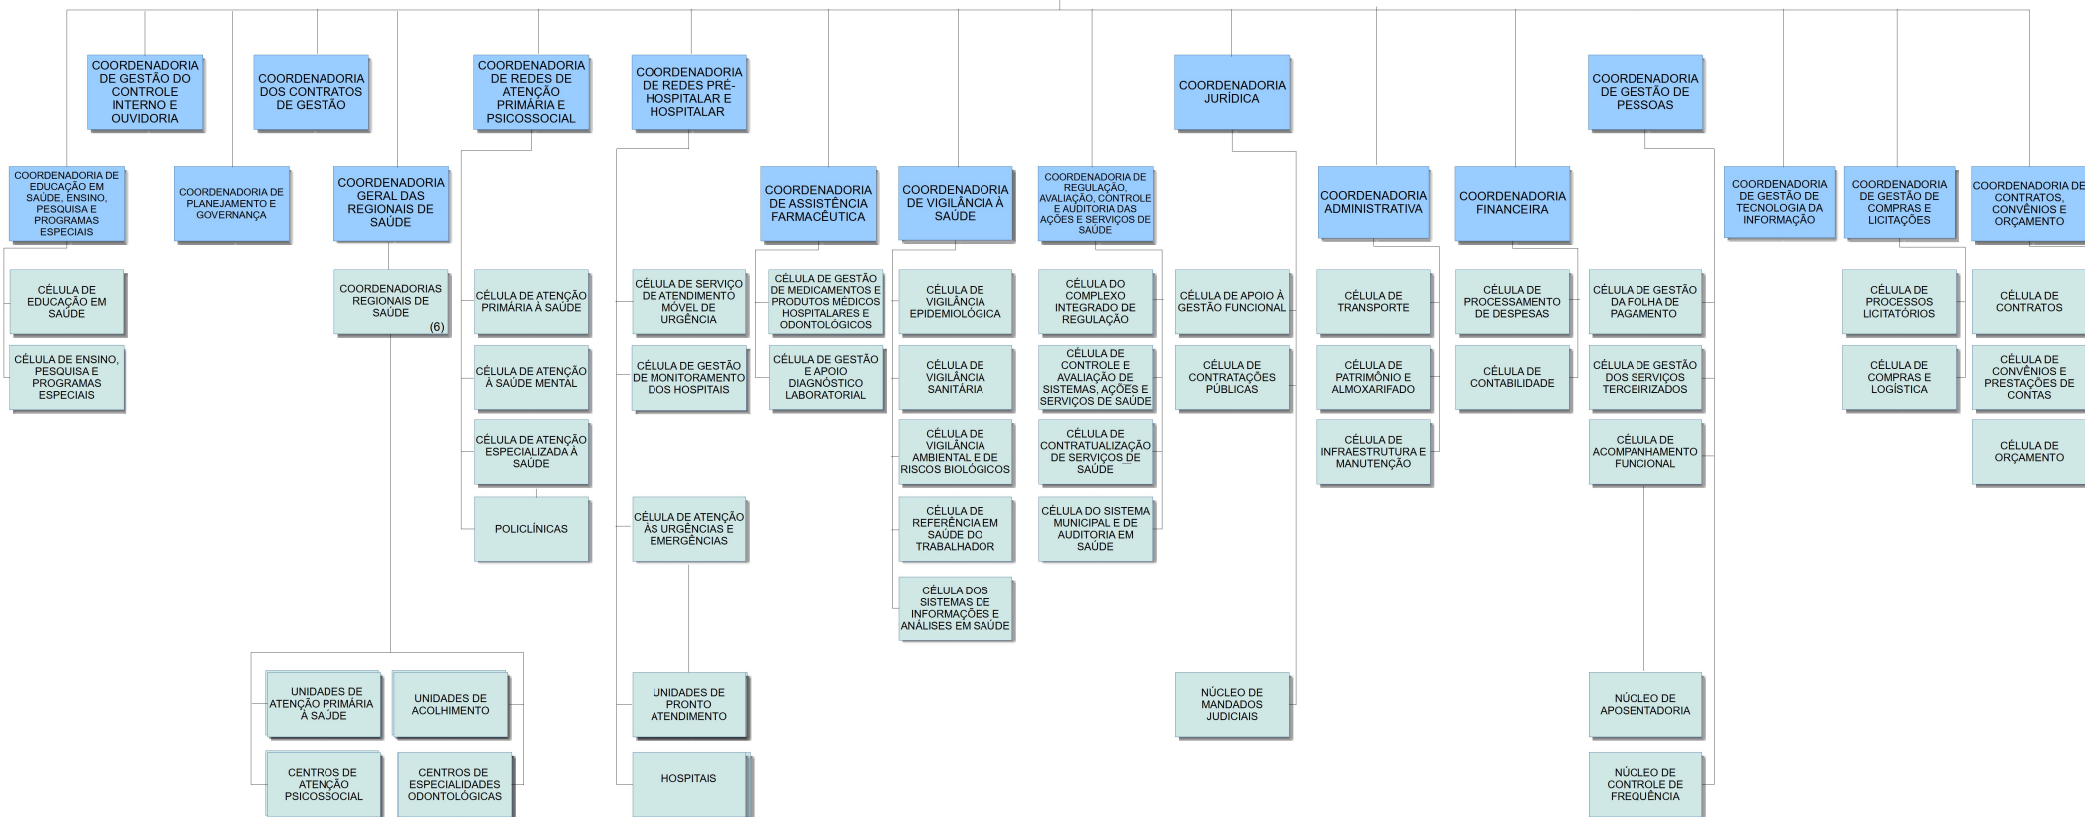 COORDENADORIA
DE GESTÃO DO
CONTROLE
INTERNO E
OUVIDORIA
COORDENADORIA
DOS CONTRATOS
DE GESTÃO
COORDENADORIA
DE REDES DE
ATENÇÃO
PRIMÁRIA E
PSICOSSOCIAL
COORDENADORIA
DE REDES PRÉ-
HOSPITALAR E
HOSPITALAR
COORDENADORIA
JURÍDICA
COORDENADORIA
DE GESTÃO DE
PESSOAS
COORDENADORIA DE
EDUCAÇÃO EM
SAÚDE, ENSINO,
PESQUISA E
PROGRAMAS
ESPECIAIS
COORDENADORIA DE
PLANEJAMENTO E
GOVERNANÇA
COORDENADORIA
GERAL DAS
REGIONAIS DE
SAÚDE
COORDENADORIA
DE ASSISTÊNCIA
FARMACÊUTICA
COORDENADORIA
DE VIGILÂNCIA À
SAÚDE
COORDENADORIA DE
REGULAÇÃO,
AVALIAÇÃO, CONTROLE
E AUDITORIA DAS
AÇÕES E SERVIÇOS DE
SAÚDE
COORDENADORIA
ADMINISTRATIVA
COORDENADORIA
FINANCEIRA
COORDENADORIA
DE GESTÃO DE
TECNOLOGIA DA
INFORMAÇÃO
COORDENADORIA
DE GESTÃO DE
COMPRAS E
LICITAÇÕES
COORDENADORIA DE
CONTRATOS,
CONVÊNIOS E
ORÇAMENTO
CÉLULA DE
EDUCAÇÃO EM
SAÚDE
COORDENADORIAS
REGIONAIS DE
SAÚDE
(6)
CÉLULA DE ATENÇÃO
PRIMÁRIA À SAÚDE
CÉLULA DE SERVIÇO
DE ATENDIMENTO
MÓVEL DE
URGÊNCIA
CÉLULA DE GESTÃO
DE MEDICAMENTOS E
PRODUTOS MÉDICOS
HOSPITALARES E
ODONTOLÓGICOS
CÉLULA DE
VIGILÂNCIA
EPIDEMIOLÓGICA
CÉLULA DO
COMPLEXO
INTEGRADO DE
REGULAÇÃO
CÉLULA DE APOIO À
GESTÃO FUNCIONAL
CÉLULA DE
TRANSPORTE
CÉLULA DE
PROCESSAMENTO
DE DESPESAS
CÉLULA DE GESTÃO
DA FOLHA DE
PAGAMENTO
CÉLULA DE
PROCESSOS
LICITATÓRIOS
CÉLULA DE
CONTRATOS
CÉLULA DE ENSINO,
PESQUISA E
PROGRAMAS
ESPECIAIS
CÉLULA DE ATENÇÃO
À SAÚDE MENTAL
CÉLULA DE GESTÃO
DE MONITORAMENTO
DOS HOSPITAIS
CÉLULA DE GESTÃO
E APOIO
DIAGNÓSTICO
LABORATORIAL
CÉLULA DE
VIGILÂNCIA
SANITÁRIA
CÉLULA DE
CONTROLE E
AVALIAÇÃO DE
SISTEMAS, AÇÕES E
SERVIÇOS DE SAÚDE
CÉLULA DE
CONTRATAÇÕES
PÚBLICAS
CÉLULA DE
PATRIMÔNIO E
ALMOXARIFADO
CÉLULA DE
CONTABILIDADE
CÉLULA DE GESTÃO
DOS SERVIÇOS
TERCEIRIZADOS
CÉLULA DE
COMPRAS E
LOGÍSTICA
CÉLULA DE
CONVÊNIOS E
PRESTAÇÕES DE
CONTAS
CÉLULA DE ATENÇÃO
ESPECIALIZADA À
SAÚDE
CÉLULA DE
VIGILÂNCIA
AMBIENTAL E DE
RISCOS BIOLÓGICOS
CÉLULA DE
CONTRATUALIZAÇÃO
DE SERVIÇOS DE
SAÚDE
CÉLULA DE
INFRAESTRUTURA E
MANUTENÇÃO
CÉLULA DE
ACOMPANHAMENTO
FUNCIONAL
CÉLULA DE
ORÇAMENTO
POLICLÍNICAS
CÉLULA DE ATENÇÃO
ÀS URGÊNCIAS E
EMERGÊNCIAS
CÉLULA DE
REFERÊNCIA EM
SAÚDE DO
TRABALHADOR
CÉLULA DO SISTEMA
MUNICIPAL E DE
AUDITORIA EM
SAÚDE
CÉLULA DOS
SISTEMAS DE
INFORMAÇÕES E
ANÁLISES EM SAÚDE
UNIDADES DE
ATENÇÃO PRIMÁRIA
À SAÚDE
UNIDADES DE
ACOLHIMENTO
UNIDADES DE
PRONTO
ATENDIMENTO
NÚCLEO DE
MANDADOS
JUDICIAIS
NÚCLEO DE
APOSENTADORIA
CENTROS DE
ATENÇÃO
PSICOSSOCIAL
CENTROS DE
ESPECIALIDADES
ODONTOLÓGICAS
HOSPITAIS
NÚCLEO DE
CONTROLE DE
FREQUÊNCIA